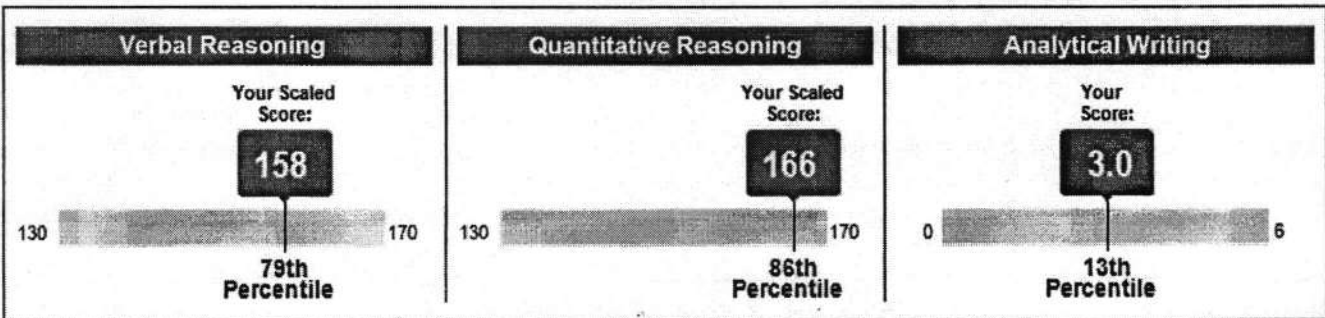 Verbal Reasoning
Your Scaled
Score:
158
130
170
79th
Percentile
Quantitative Reasoning
Your Scaled
Score:
166
130
170
86th
Percentile
Analytical Writing
Your
Score:
3.0
0
6
13th
Percentile